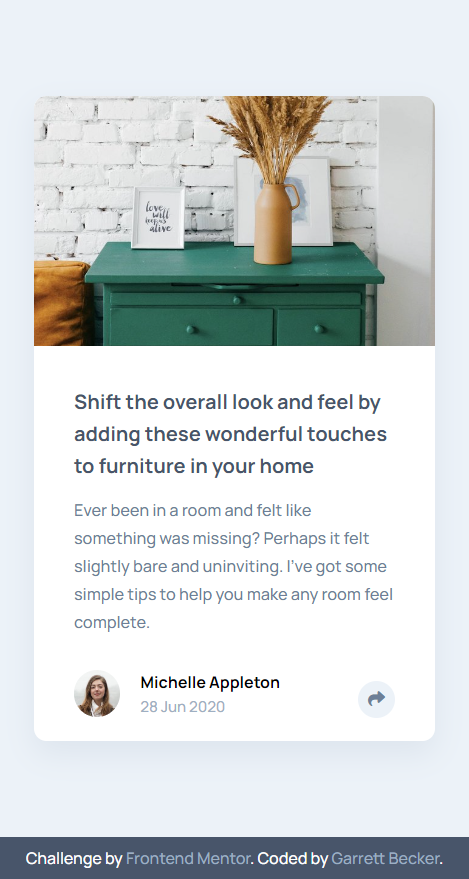 love
will
keep us
alive
Shift the overall look and feel by
adding these wonderful touches
to furniture in your home
Ever been in a room and felt like
something was missing? Perhaps it felt
slightly bare and uninviting. I've got some
simple tips to help you make any room feel
complete.
Michelle Appleton
28 Jun 2020
Challenge by Frontend Mentor. Coded by Garrett Becker.